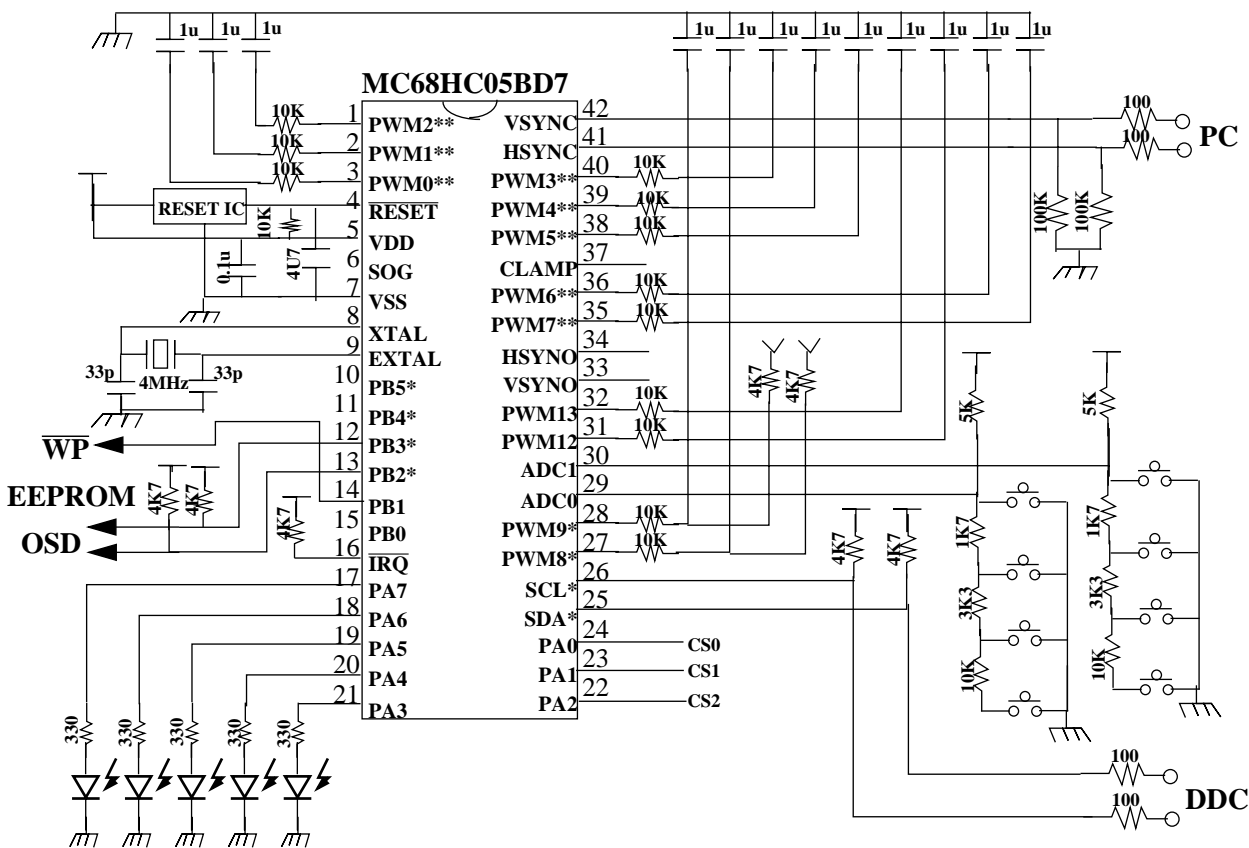 1u 1u 1u 1u 1u 1u 1u 1u 1u 1u 1u 1u
MC68HC05BD7
1 PWM2** 10K
2 PWM1** 10K
3 PWM0** 10K
4 RESET
RESET IC
10K
5 VDD
6 SOG
0.1u
4U7
7 VSS
8 XTAL
9 EXTAL
33p 4MHz 33p
10 PB5*
11 PB4*
12 PB3*
13 PB2*
14 PB1
15 PB0
16 IRQ
WP
EEPROM
OSD
4K7 4K7
4K7
17 PA7
18 PA6
19 PA5
20 PA4
21 PA3
330 330 330 330 330
42 VSYNC
41 HSYNC
100
100
PC
40 PWM3** 10K
39 PWM4** 10K
38 PWM5** 10K
100K 100K
37 CLAMP
36 PWM6** 10K
35 PWM7** 10K
34 HSYNO
33 VSYNO
4K7 4K7
32 PWM13 10K
31 PWM12 10K
30 ADC1
29 ADC0
28 PWM9* 10K
27 PWM8* 10K
26 SCL*
25 SDA*
4K7 4K7
24 PA0 CS0
23 PA1 CS1
22 PA2 CS2
5K 5K
1K7 1K7
3K3 3K3
10K 10K
100
100
DDC